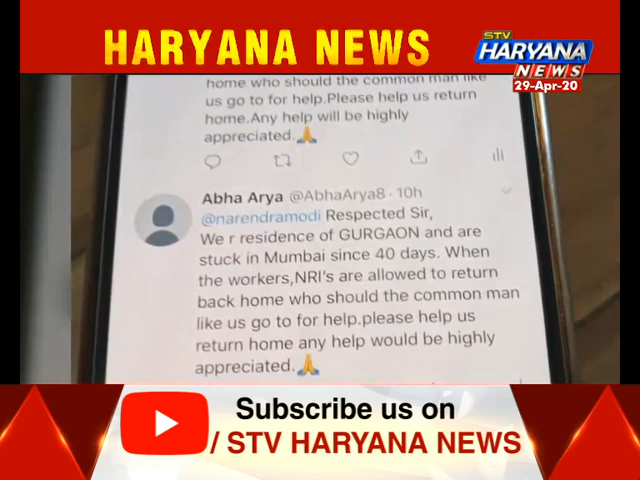 HARYANA NEWS
STV
HARYANA
NEWS
29-Apr-20
home who should the common man like
us go to for help.Please help us return
home.Any help will be highly
appreciated.🙏
Abha Arya @AbhaArya8 · 10h
@narendramodi Respected Sir,
We r residence of GURGAON and are
stuck in Mumbai since 40 days. When
the workers,NRI's are allowed to return
back home who should the common man
like us go to for help.please help us
return home any help would be highly
appreciated.🙏
Subscribe us on
/ STV HARYANA NEWS